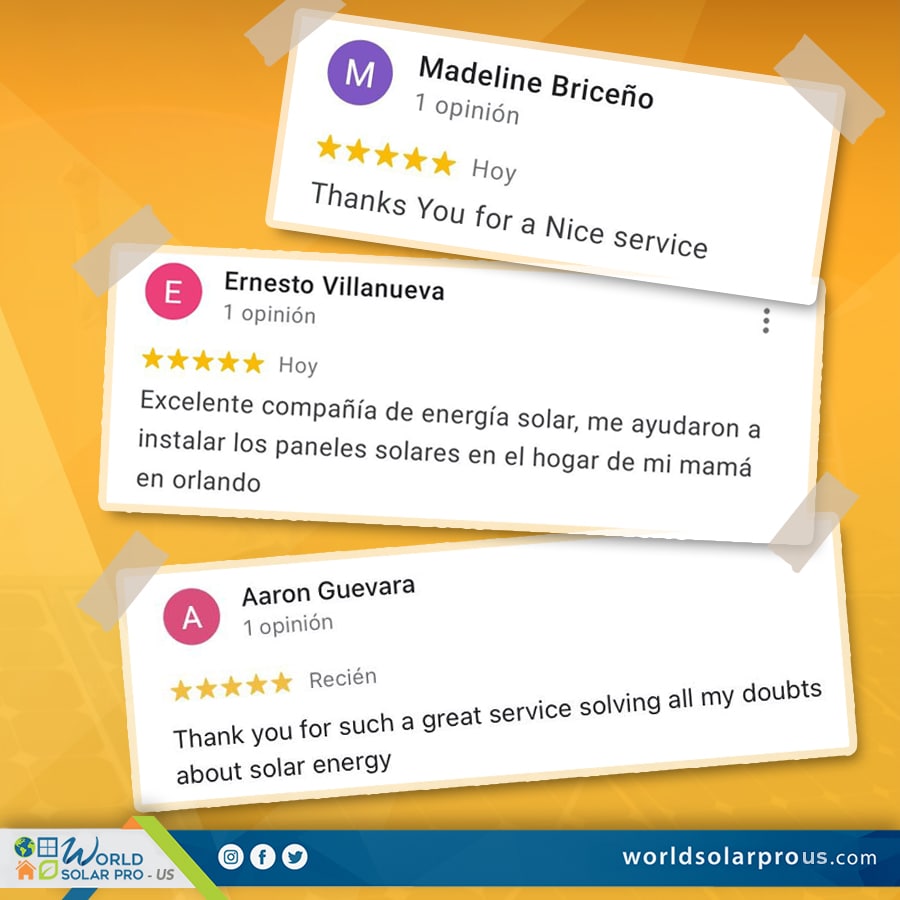 M
Madeline Briceño
1 opinión
Hoy
Thanks You for a Nice service
E
Ernesto Villanueva
1 opinión
Hoy
Excelente compañía de energía solar, me ayudaron a
instalar los paneles solares en el hogar de mi mamá
en orlando
A
Aaron Guevara
1 opinión
Recién
Thank you for such a great service solving all my doubts
about solar energy
WORLD
SOLAR PRO - US
worldsolarprous.com